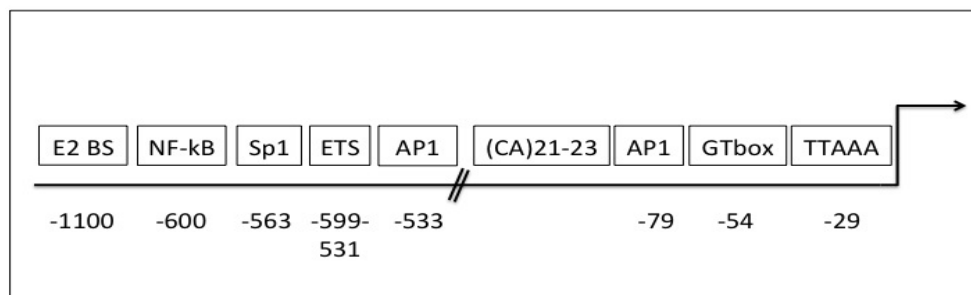 E2 BS NF-kB Sp1 ETS AP1 (CA)21-23 AP1 GTbox TTAAA
-1100 -600 -563 -599- -533 -79 -54 -29
531